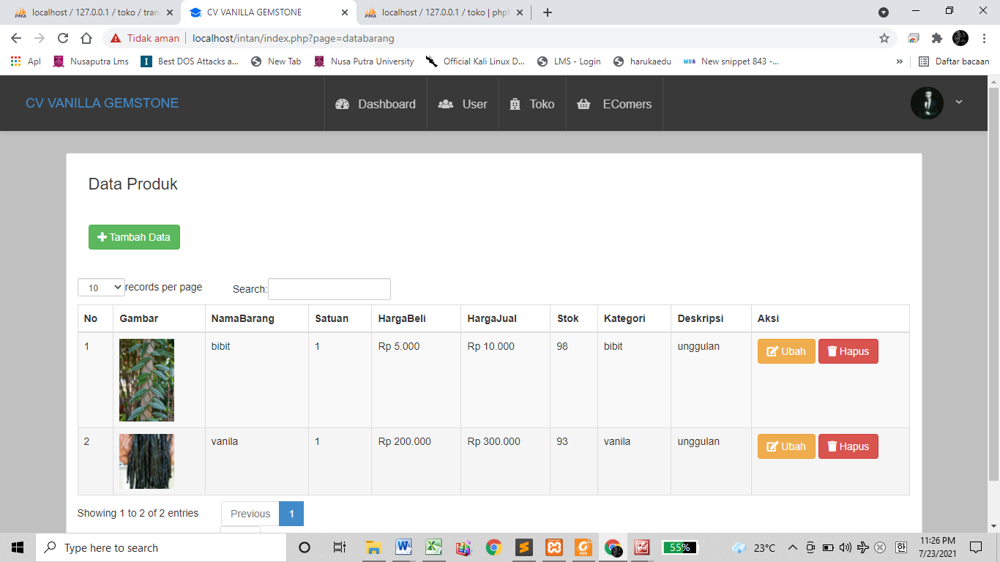 localhost / 127.0.0.1 / toko / tran
CV VANILLA GEMSTONE
localhost / 127.0.0.1 / toko | php
Tidak aman
localhost/intan/index.php?page=databarang
Apl
Nusaputra Lms
Best DOS Attacks a...
New Tab
Nusa Putra University
Official Kali Linux D...
LMS - Login
harukaedu
New snippet 843 -...
»
Daftar bacaan
CV VANILLA GEMSTONE
Dashboard
User
Toko
EComers
Data Produk
Tambah Data
10 records per page Search:
No Gambar NamaBarang Satuan HargaBeli HargaJual Stok Kategori Deskripsi Aksi
1 bibit 1 Rp 5.000 Rp 10.000 98 bibit unggulan Ubah Hapus
2 vanila 1 Rp 200.000 Rp 300.000 93 vanila unggulan Ubah Hapus
Showing 1 to 2 of 2 entries Previous 1
Type here to search
55%
23°C
한
11:26 PM
7/23/2021